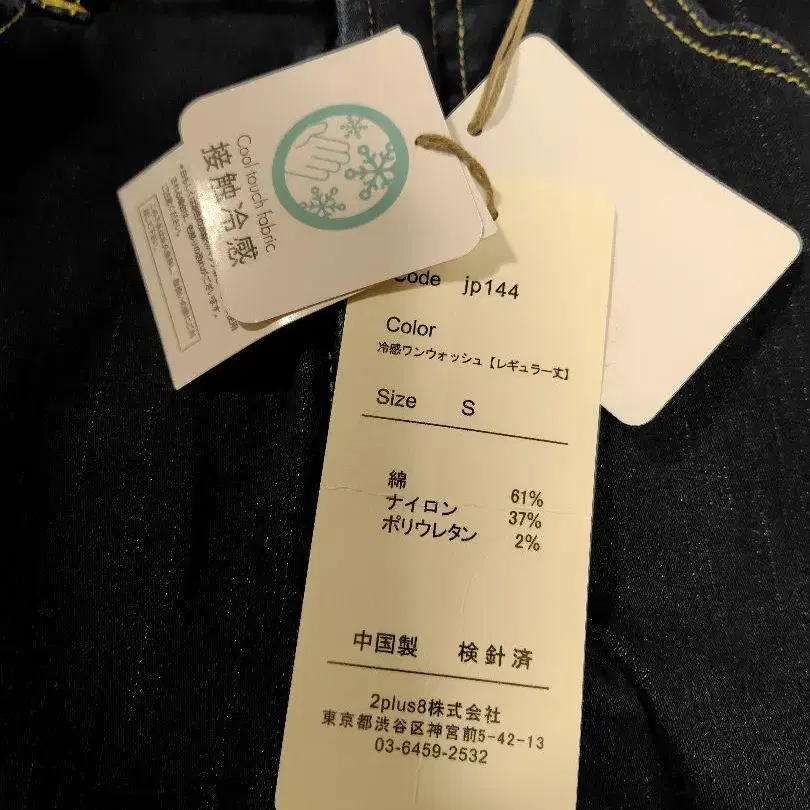 Cool touch fabric
接触冷感
Code jp144
Color
冷感ワンウォッシュ【レギュラー丈】
Size S
綿 61%
ナイロン 37%
ポリウレタン 2%
中国製 検針済
2plus8株式会社
東京都渋谷区神宮前5-42-13
03-6459-2532